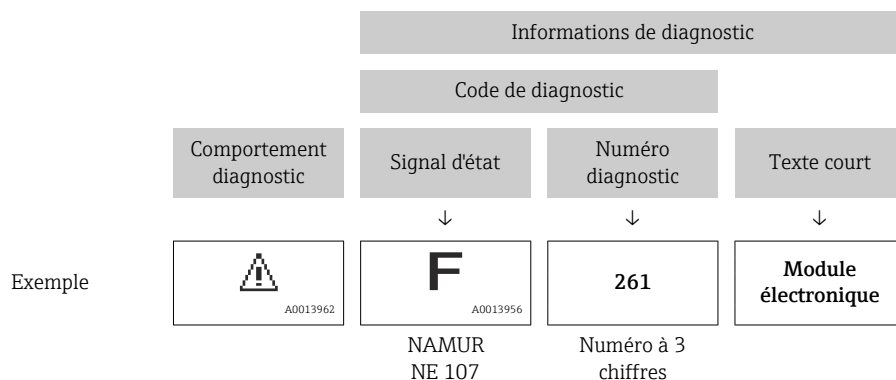 Informations de diagnostic
Code de diagnostic
Comportement
diagnostic
Signal d'état
Numéro
diagnostic
Texte court
↓ ↓ ↓
Exemple
A0013962
F
A0013956
261
Module
électronique
NAMUR
NE 107
Numéro à 3
chiffres